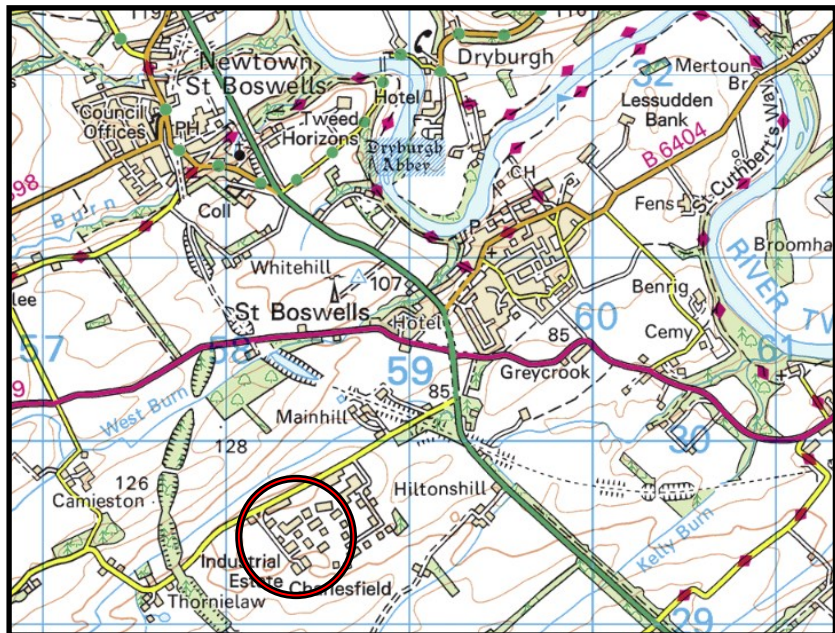 Newtown
St Boswells
Dryburgh
Hotel
Mertoun
Br
32
Lessudden
Bank
Council
Offices
PH
Tweed
Horizons
Dryburgh
Abbey
B 6404
CH
St Cuthbert's Way
Coll
P
Fens
Burn
Broomha
RIVER TW
Whitehill
107
Benrig
lee
St Boswells
Hotel
60
Cemy
57
58
59
85
61
9
Greycrook
West Burn
85
Mainhill
128
30
126
Camieston
Hiltonshill
Kelly Burn
Industrial
Estate
Charlesfield
Thornielaw
29